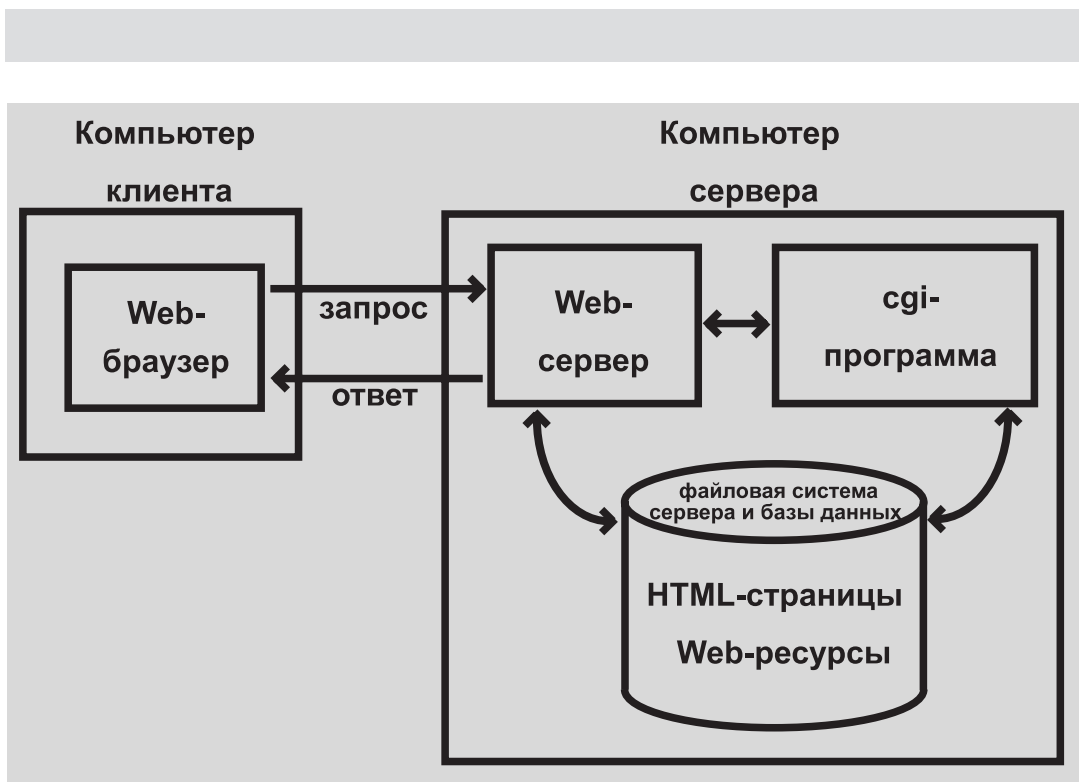 Компьютер
клиента
Web-
браузер
запрос
ответ
Компьютер
сервера
Web-
сервер
cgi-
программа
файловая система
сервера и базы данных
HTML-страницы
Web-ресурсы